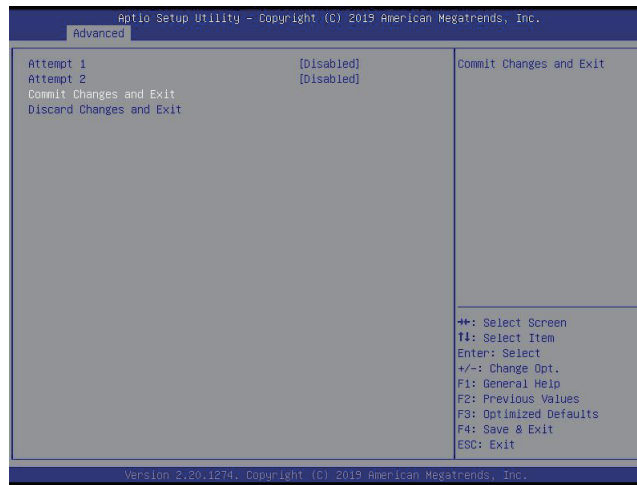 Aptio Setup Utility – Copyright (C) 2019 American Megatrends, Inc.
Advanced
Attempt 1 [Disabled]
Attempt 2 [Disabled]
Commit Changes and Exit
Discard Changes and Exit
Commit Changes and Exit
→←: Select Screen
↑↓: Select Item
Enter: Select
+/-: Change Opt.
F1: General Help
F2: Previous Values
F3: Optimized Defaults
F4: Save & Exit
ESC: Exit
Version 2.20.1274. Copyright (C) 2019 American Megatrends, Inc.